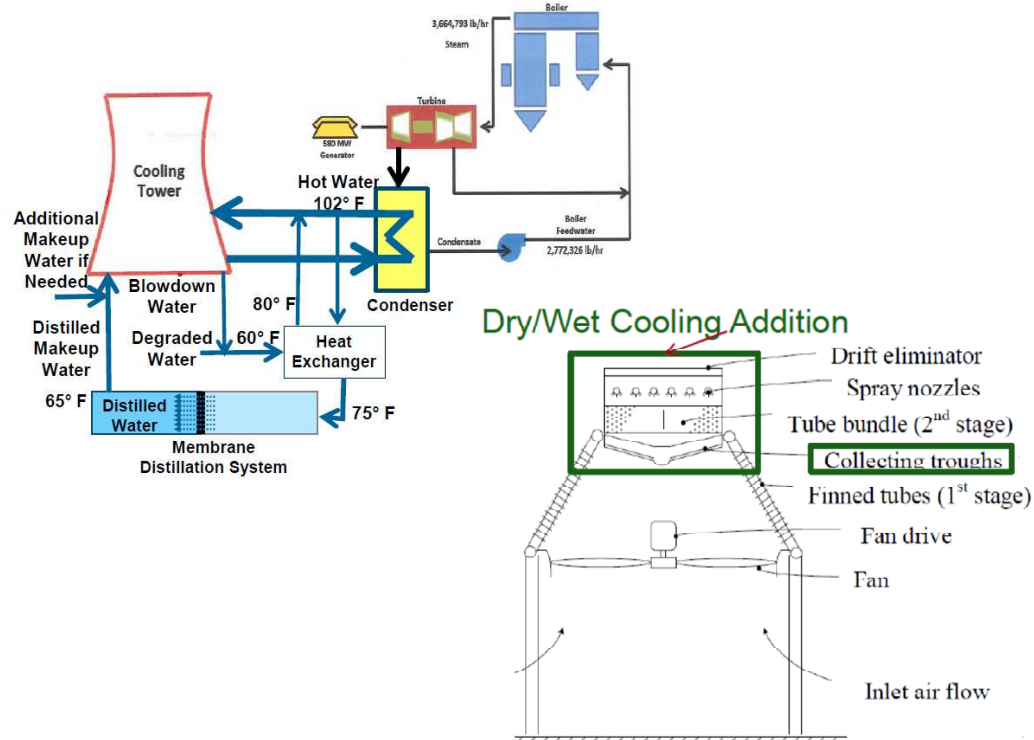 Boiler
3,664,793 lb/hr
Steam
Turbine
580 MW
Generator
Cooling
Tower
Hot Water
102° F
Additional
Makeup
Water if
Needed
Boiler
Feedwater
Condensate
2,772,326 lb/hr
Blowdown
Water
80° F
Condenser
Distilled
Makeup
Water
Degraded
Water
60° F
Heat
Exchanger
65° F
Distilled
Water
75° F
Membrane
Distillation System
Dry/Wet Cooling Addition
Drift eliminator
Spray nozzles
Tube bundle (2nd stage)
Collecting troughs
Finned tubes (1st stage)
Fan drive
Fan
Inlet air flow